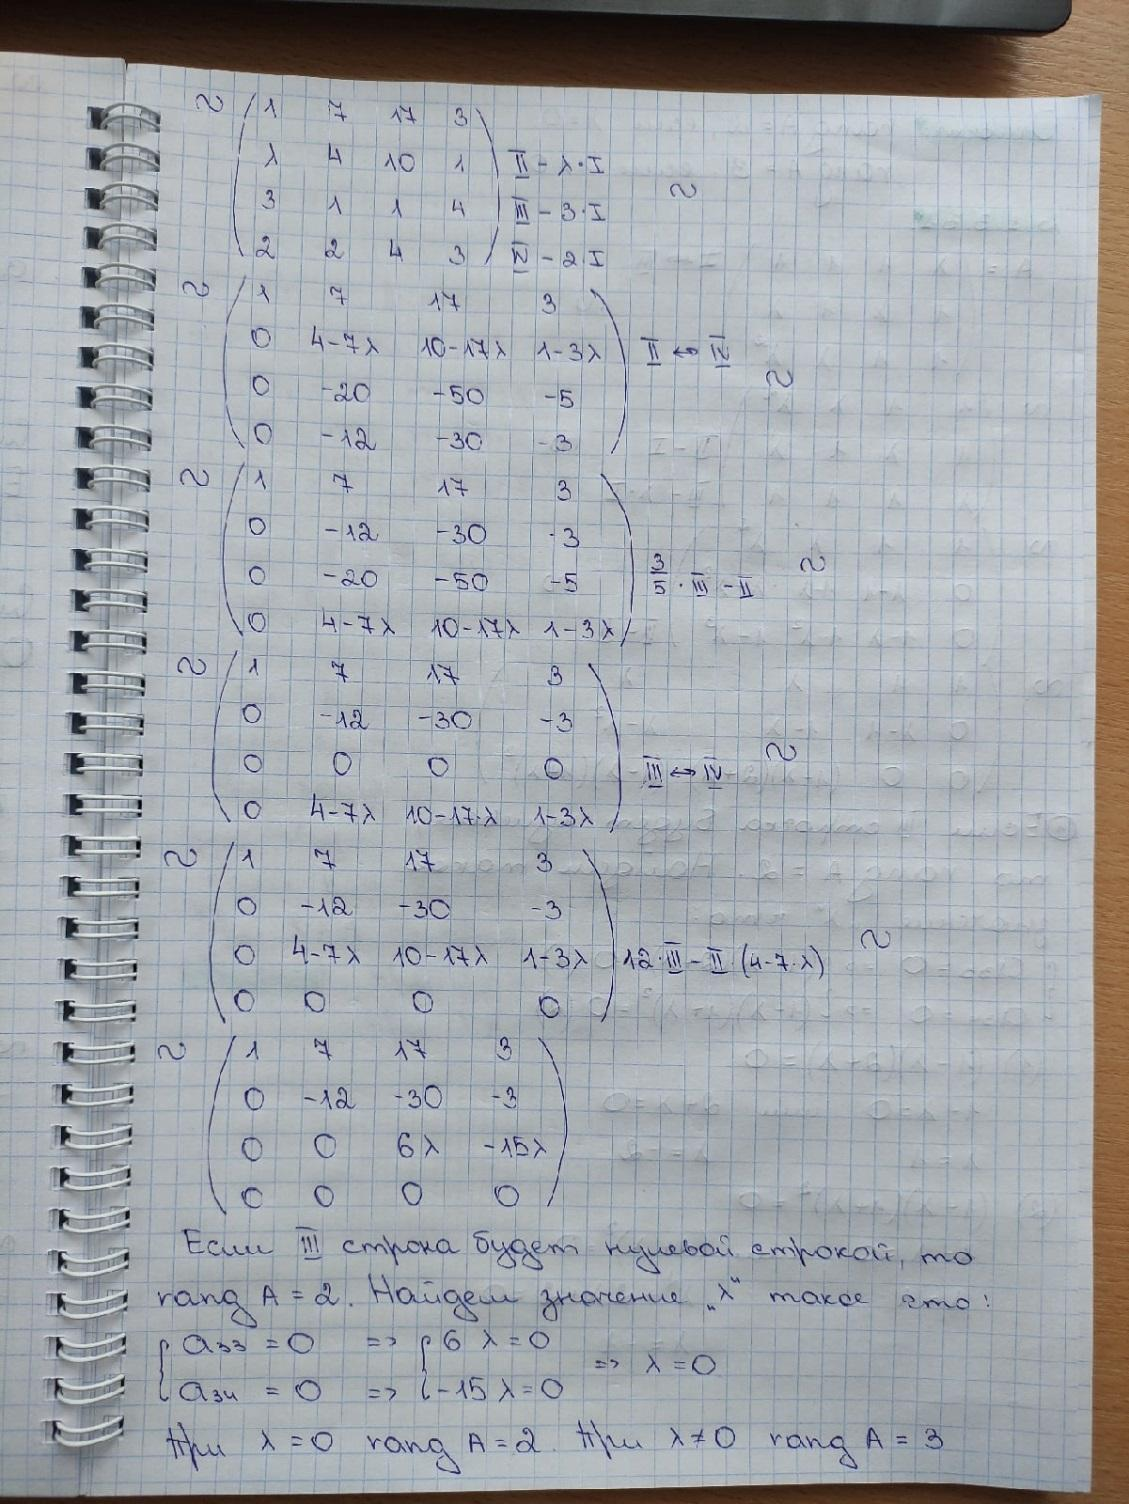 ~ ( 1 7 17 3 )
λ 4 10 1 II - λ·I
3 1 1 4 III - 3·I ~
2 2 4 3 IV - 2 I
~ ( 1 7 17 3 )
0 4-7λ 10-17λ 1-3λ II ↔ IV
0 -20 -50 -5 ~
0 -12 -30 -3
~ ( 1 7 17 3 )
0 -12 -30 -3
0 -20 -50 -5 3/5 · III - II ~
0 4-7λ 10-17λ 1-3λ
~ ( 1 7 17 3 )
0 -12 -30 -3
0 0 0 0 III ↔ IV ~
0 4-7λ 10-17·λ 1-3λ
~ ( 1 7 17 3 )
0 -12 -30 -3
0 4-7λ 10-17λ 1-3λ 12·III - II·(4-7·λ) ~
0 0 0 0
~ ( 1 7 17 3 )
0 -12 -30 -3
0 0 6λ -15λ
0 0 0 0
Если III строка будет нулевой строкой, то
rang A = 2. Найдем значение „λ“ такое что:
{ a33 = 0 => { 6 λ = 0
=> λ = 0
a34 = 0 => -15λ = 0
При λ = 0 rang A = 2. При λ ≠ 0 rang A = 3